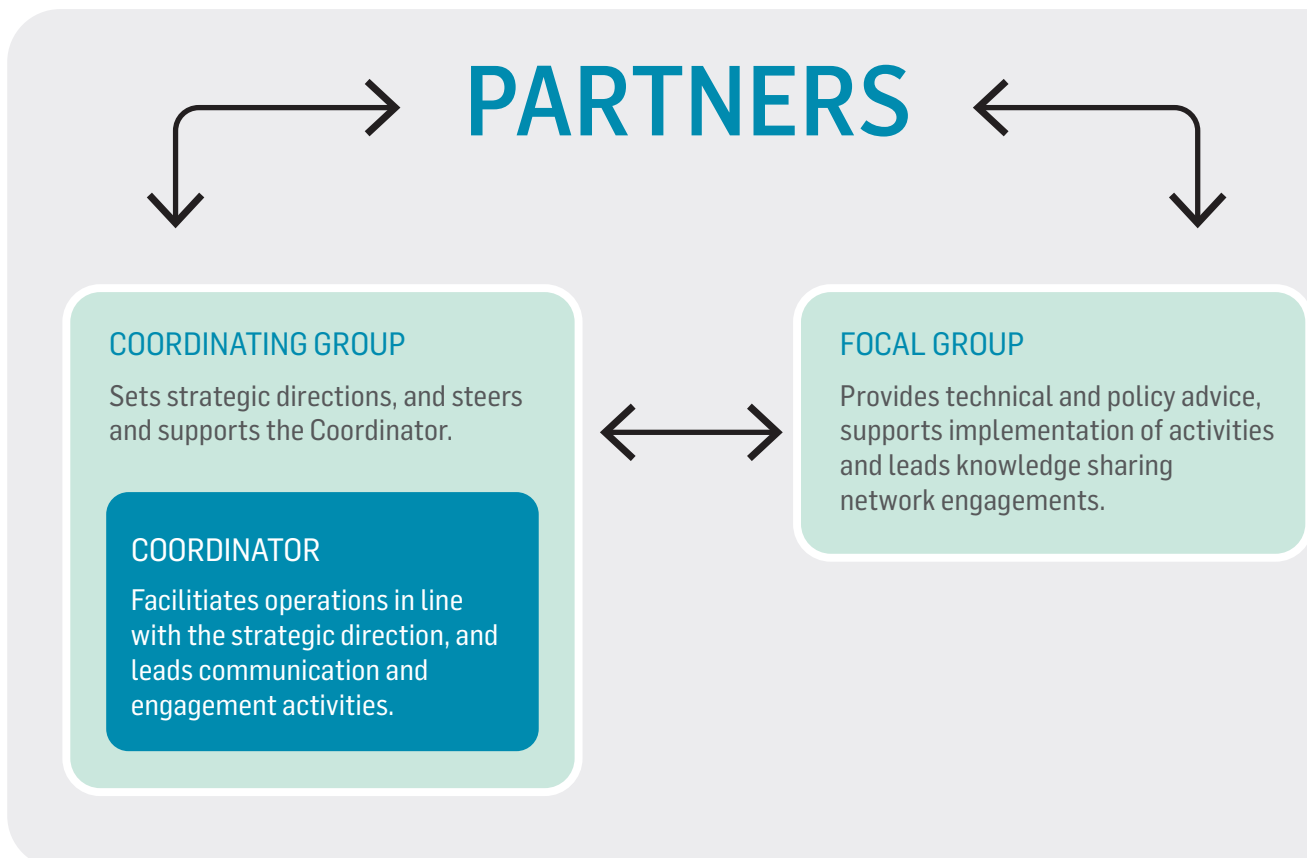 PARTNERS
COORDINATING GROUP
Sets strategic directions, and steers
and supports the Coordinator.
COORDINATOR
Facilitiates operations in line
with the strategic direction, and
leads communication and
engagement activities.
FOCAL GROUP
Provides technical and policy advice,
supports implementation of activities
and leads knowledge sharing
network engagements.